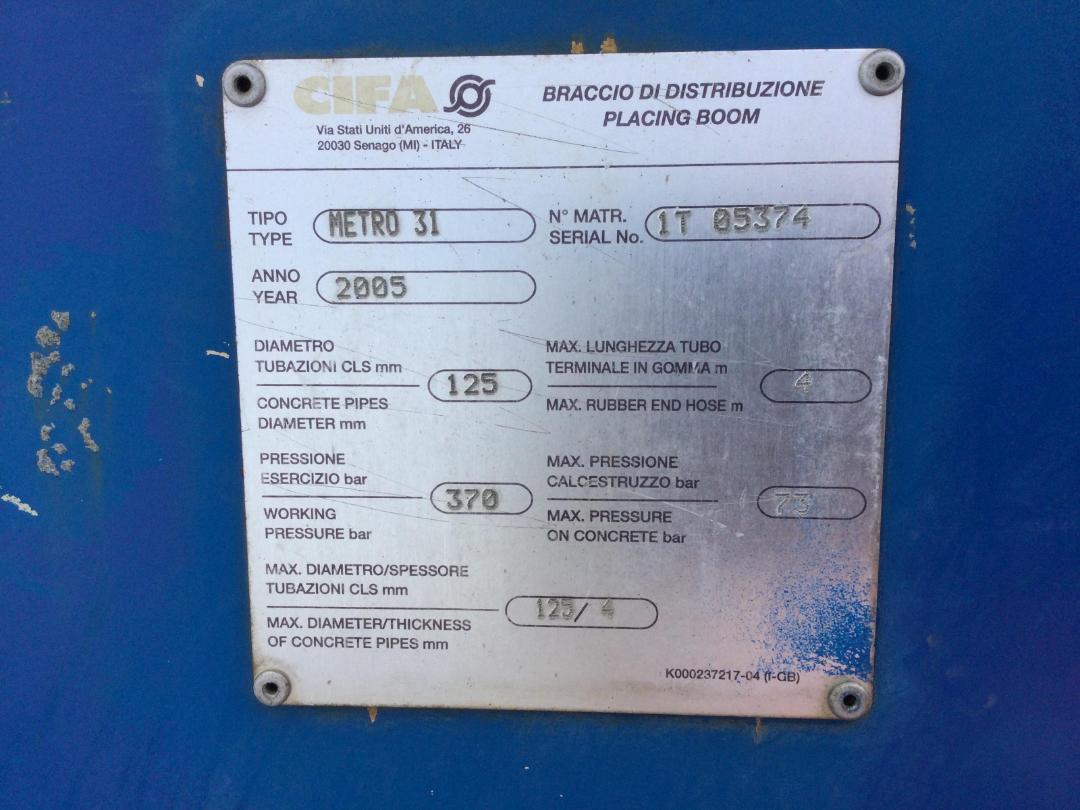 CIFA
Via Stati Uniti d'America, 26
20030 Senago (MI) - ITALY
BRACCIO DI DISTRIBUZIONE
PLACING BOOM
TIPO
TYPE
METRO 31
N° MATR.
SERIAL No.
1T 05374
ANNO
YEAR
2005
DIAMETRO
TUBAZIONI CLS mm
CONCRETE PIPES
DIAMETER mm
125
MAX. LUNGHEZZA TUBO
TERMINALE IN GOMMA m
MAX. RUBBER END HOSE m
4
PRESSIONE
ESERCIZIO bar
WORKING
PRESSURE bar
370
MAX. PRESSIONE
CALCESTRUZZO bar
MAX. PRESSURE
ON CONCRETE bar
73
MAX. DIAMETRO/SPESSORE
TUBAZIONI CLS mm
MAX. DIAMETER/THICKNESS
OF CONCRETE PIPES mm
125/ 4
K000237217-04 (I-GB)